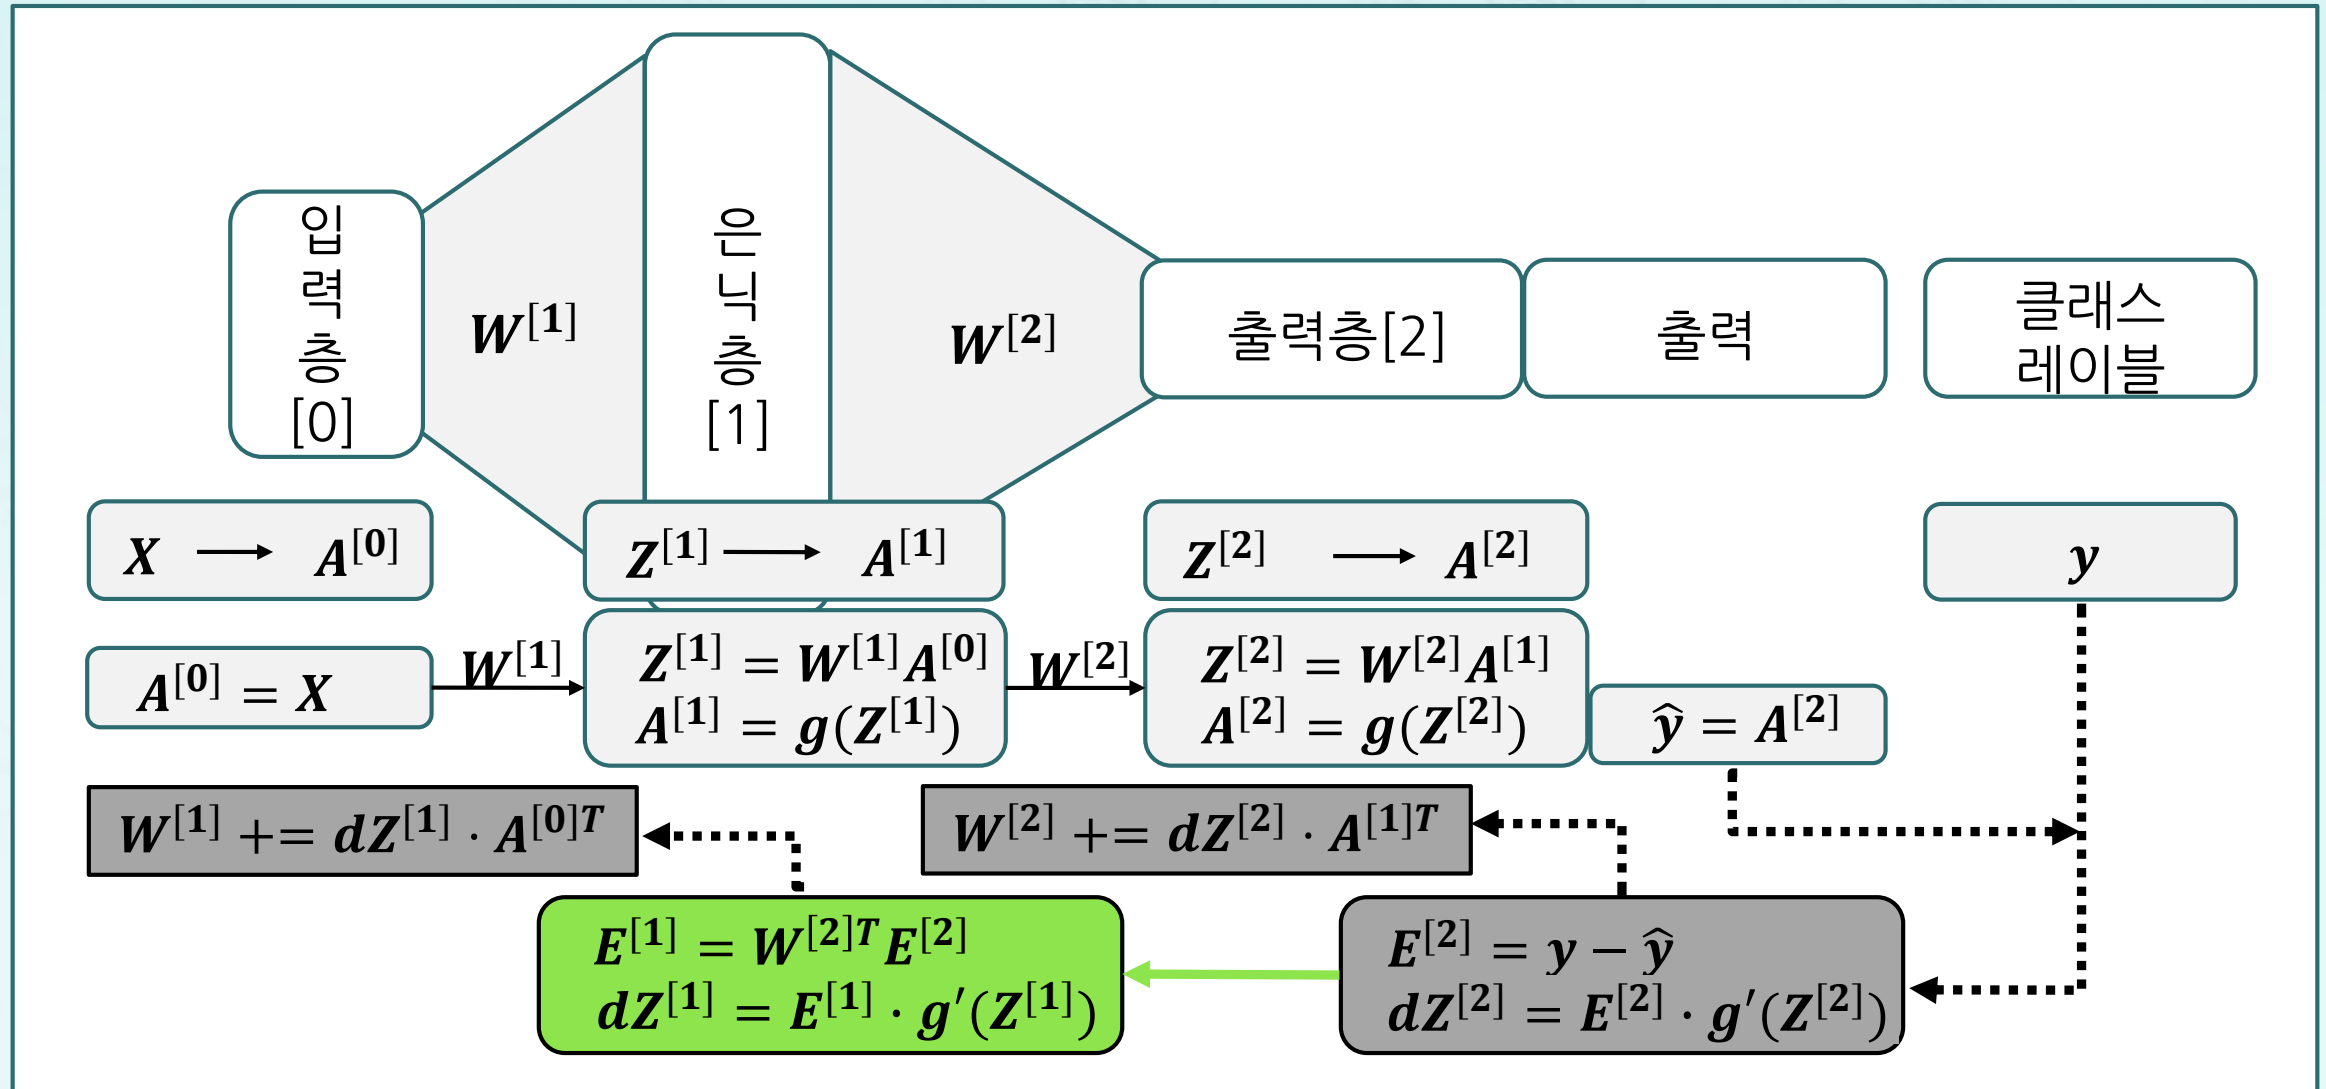 입
력
층
[0]
W^{[1]}
은
닉
층
[1]
W^{[2]}
출력층[2]
출력
클래스
레이블
X → A^{[0]}
Z^{[1]} → A^{[1]}
Z^{[2]} → A^{[2]}
y
A^{[0]} = X
W^{[1]}
Z^{[1]} = W^{[1]}A^{[0]}
A^{[1]} = g(Z^{[1]})
W^{[2]}
Z^{[2]} = W^{[2]}A^{[1]}
A^{[2]} = g(Z^{[2]})
ŷ = A^{[2]}
W^{[1]} += dZ^{[1]} · A^{[0]T}
W^{[2]} += dZ^{[2]} · A^{[1]T}
E^{[1]} = W^{[2]T}E^{[2]}
dZ^{[1]} = E^{[1]} · g′(Z^{[1]})
E^{[2]} = y − ŷ
dZ^{[2]} = E^{[2]} · g′(Z^{[2]})